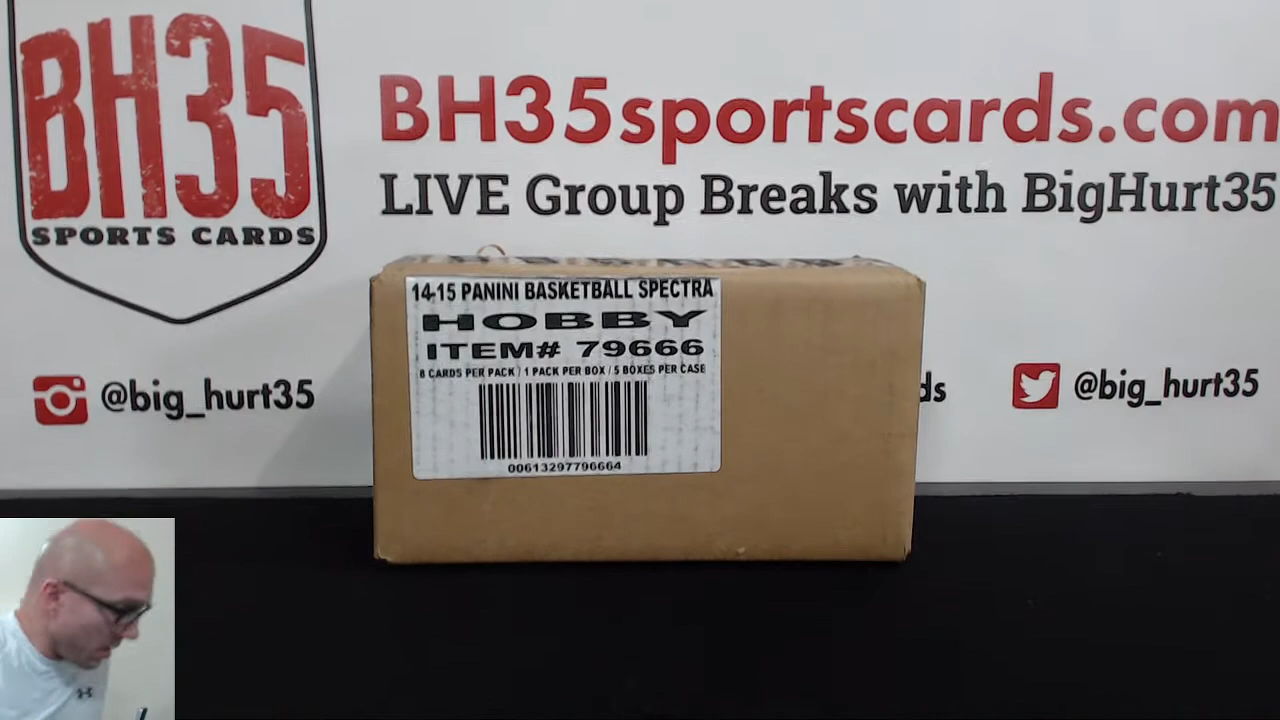 BH35
SPORTS CARDS
BH35sportscards.com
LIVE Group Breaks with BigHurt35
@big_hurt35
ds
@big_hurt35
14-15 PANINI BASKETBALL SPECTRA
HOBBY
ITEM# 79666
8 CARDS PER PACK / 1 PACK PER BOX / 5 BOXES PER CASE
00613297796664